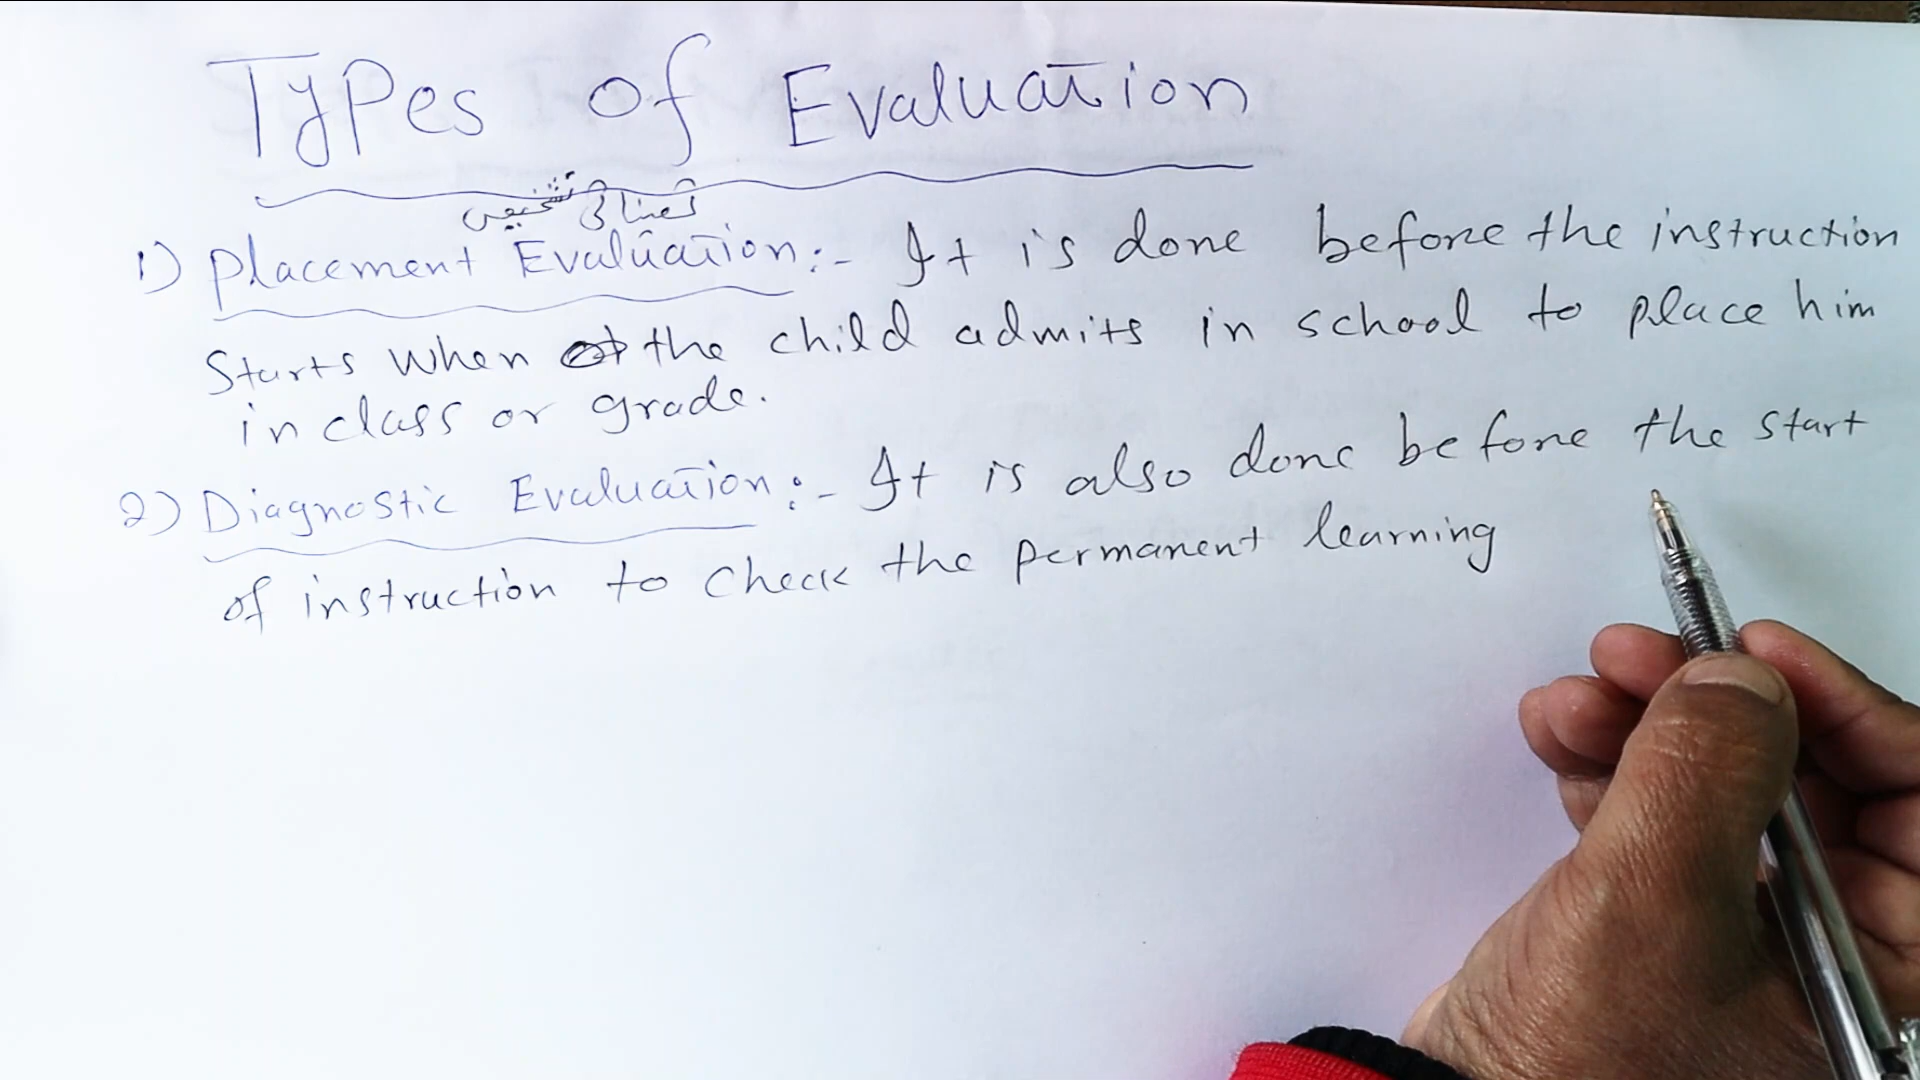 Types of Evaluation
تعیناتی تشخیص
1) Placement Evaluation:- It is done before the instruction
Starts when the child admits in school to place him
in class or grade.
2) Diagnostic Evaluation:- It is also done before the start
of instruction to check the permanent learning